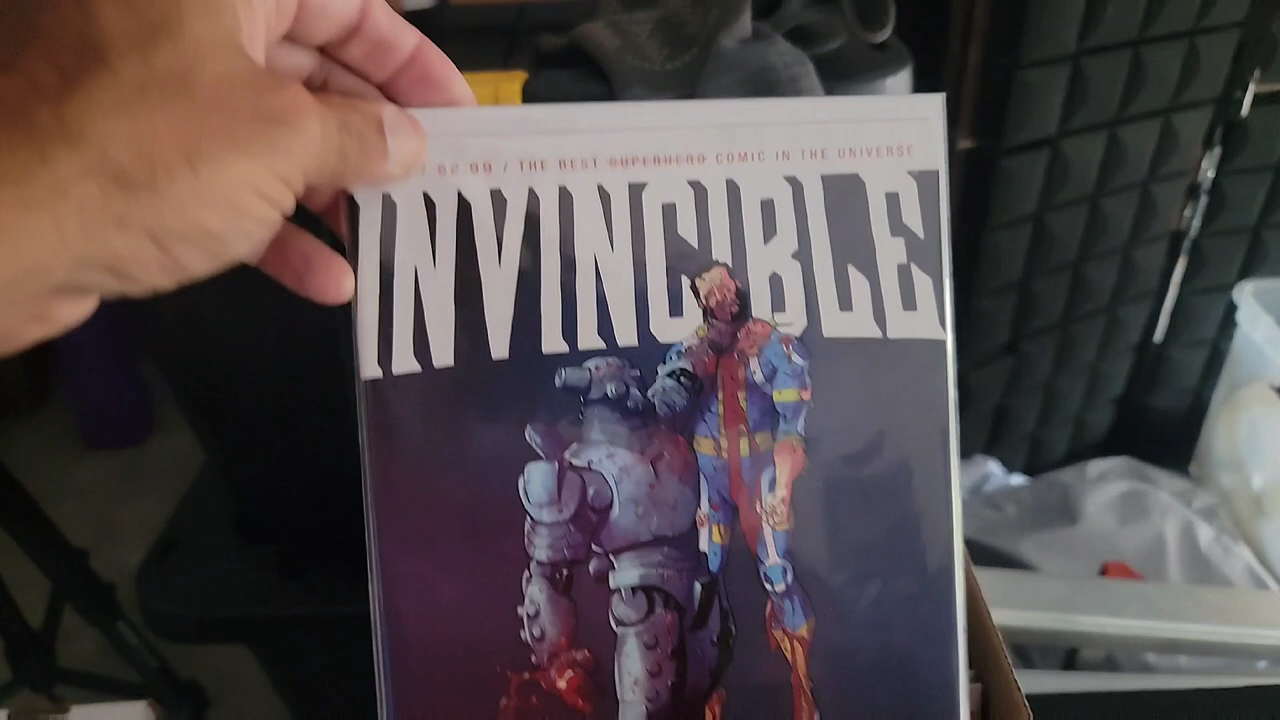 / THE BEST SUPERHERO COMIC IN THE UNIVERSE
INVINCIBLE